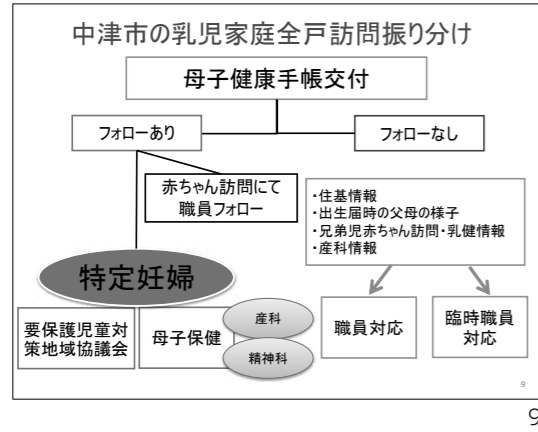 中津市の乳児家庭全戸訪問振り分け
母子健康手帳交付
フォローあり
フォローなし
赤ちゃん訪問にて
職員フォロー
・住基情報
・出生届時の父母の様子
・兄弟児赤ちゃん訪問・乳健情報
・産科情報
特定妊婦
要保護児童対
策地域協議会
母子保健
産科
精神科
職員対応
臨時職員
対応
9
9